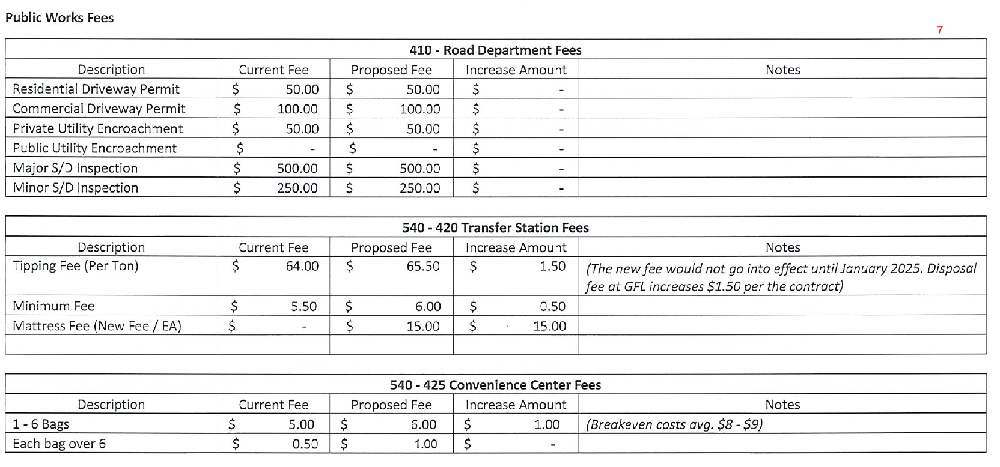 Public Works Fees
7
410 - Road Department Fees
Description Current Fee Proposed Fee Increase Amount Notes
Residential Driveway Permit $ 50.00 $ 50.00 $ -
Commercial Driveway Permit $ 100.00 $ 100.00 $ -
Private Utility Encroachment $ 50.00 $ 50.00 $ -
Public Utility Encroachment $ - $ - $ -
Major S/D Inspection $ 500.00 $ 500.00 $ -
Minor S/D Inspection $ 250.00 $ 250.00 $ -
540 - 420 Transfer Station Fees
Description Current Fee Proposed Fee Increase Amount Notes
Tipping Fee (Per Ton) $ 64.00 $ 65.50 $ 1.50 (The new fee would not go into effect until January 2025. Disposal
fee at GFL increases $1.50 per the contract)
Minimum Fee $ 5.50 $ 6.00 $ 0.50
Mattress Fee (New Fee / EA) $ - $ 15.00 $ 15.00
540 - 425 Convenience Center Fees
Description Current Fee Proposed Fee Increase Amount Notes
1 - 6 Bags $ 5.00 $ 6.00 $ 1.00 (Breakeven costs avg. $8 - $9)
Each bag over 6 $ 0.50 $ 1.00 $ -